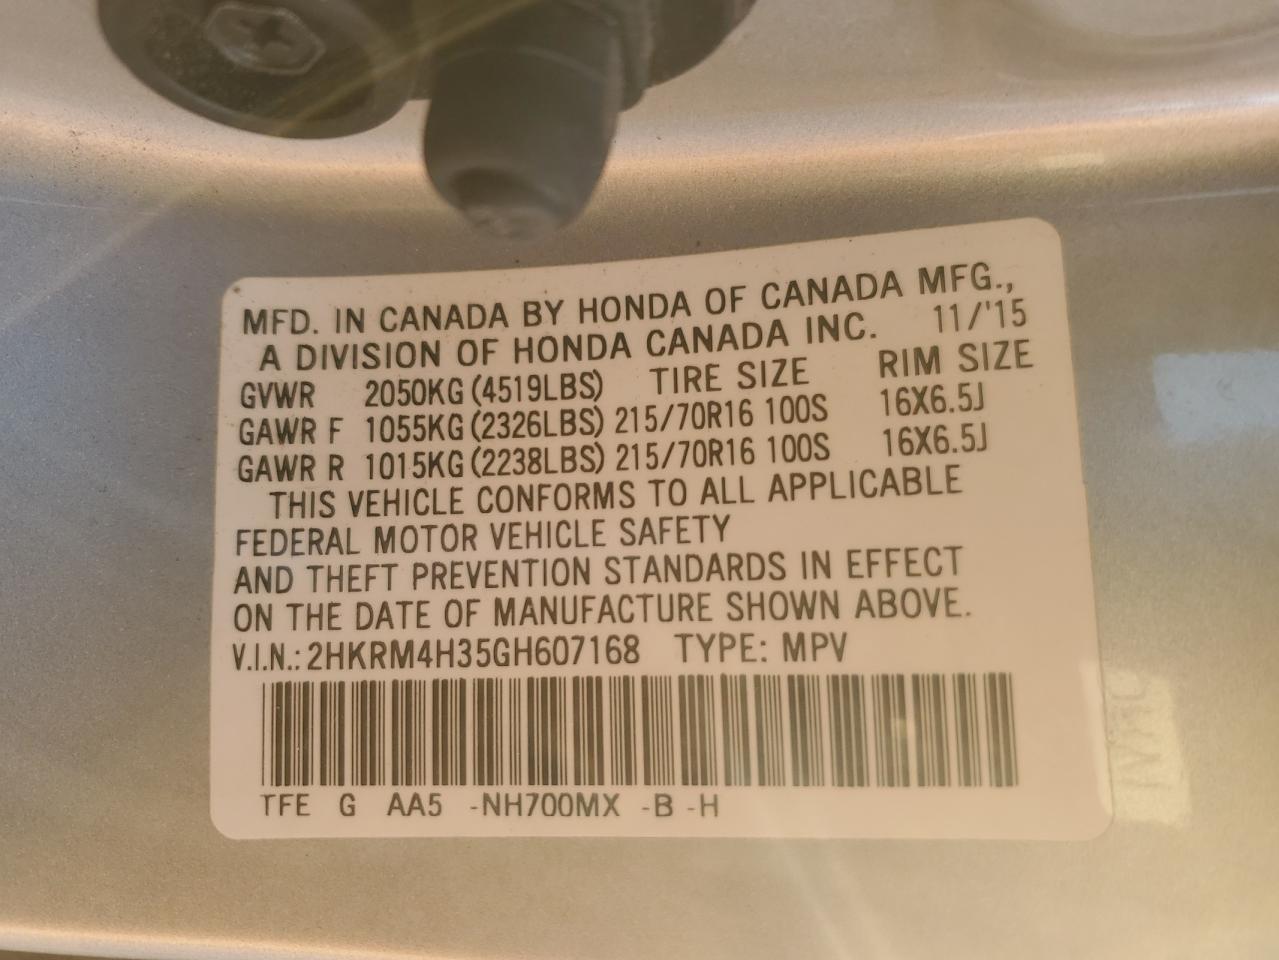 MFD. IN CANADA BY HONDA OF CANADA MFG.,
A DIVISION OF HONDA CANADA INC. 11/'15
GVWR 2050KG (4519LBS) TIRE SIZE RIM SIZE
GAWR F 1055KG (2326LBS) 215/70R16 100S 16X6.5J
GAWR R 1015KG (2238LBS) 215/70R16 100S 16X6.5J
THIS VEHICLE CONFORMS TO ALL APPLICABLE
FEDERAL MOTOR VEHICLE SAFETY
AND THEFT PREVENTION STANDARDS IN EFFECT
ON THE DATE OF MANUFACTURE SHOWN ABOVE.
V.I.N.: 2HKRM4H35GH607168 TYPE: MPV
TFE G AA5 -NH700MX -B -H